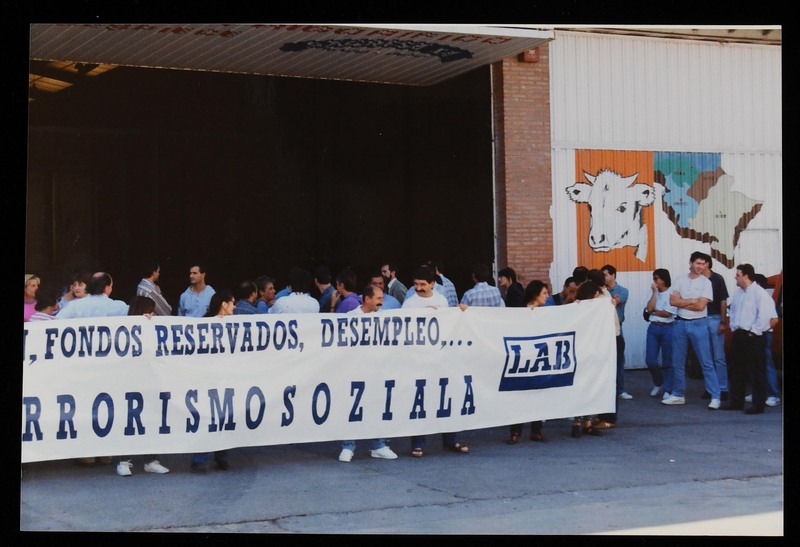 , FONDOS RESERVADOS, DESEMPLEO,...
RRORISMO SOZIALA
LAB